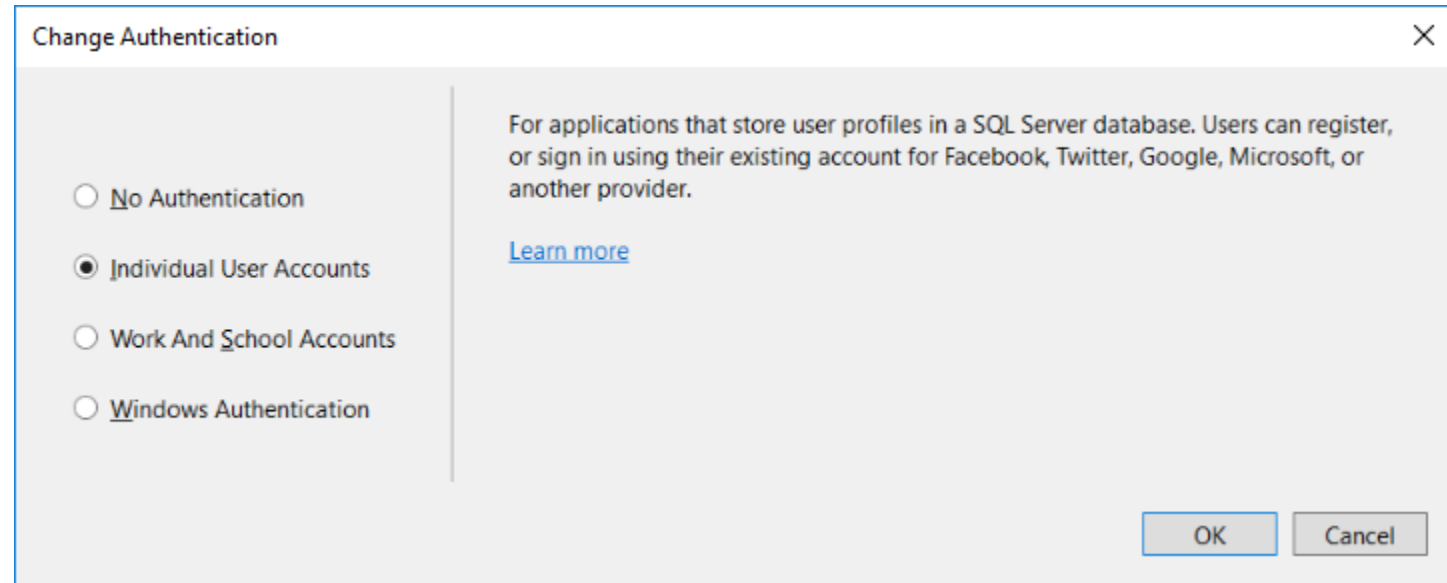 Change Authentication
No Authentication
Individual User Accounts
Work And School Accounts
Windows Authentication
For applications that store user profiles in a SQL Server database. Users can register,
or sign in using their existing account for Facebook, Twitter, Google, Microsoft, or
another provider.
Learn more
OK
Cancel